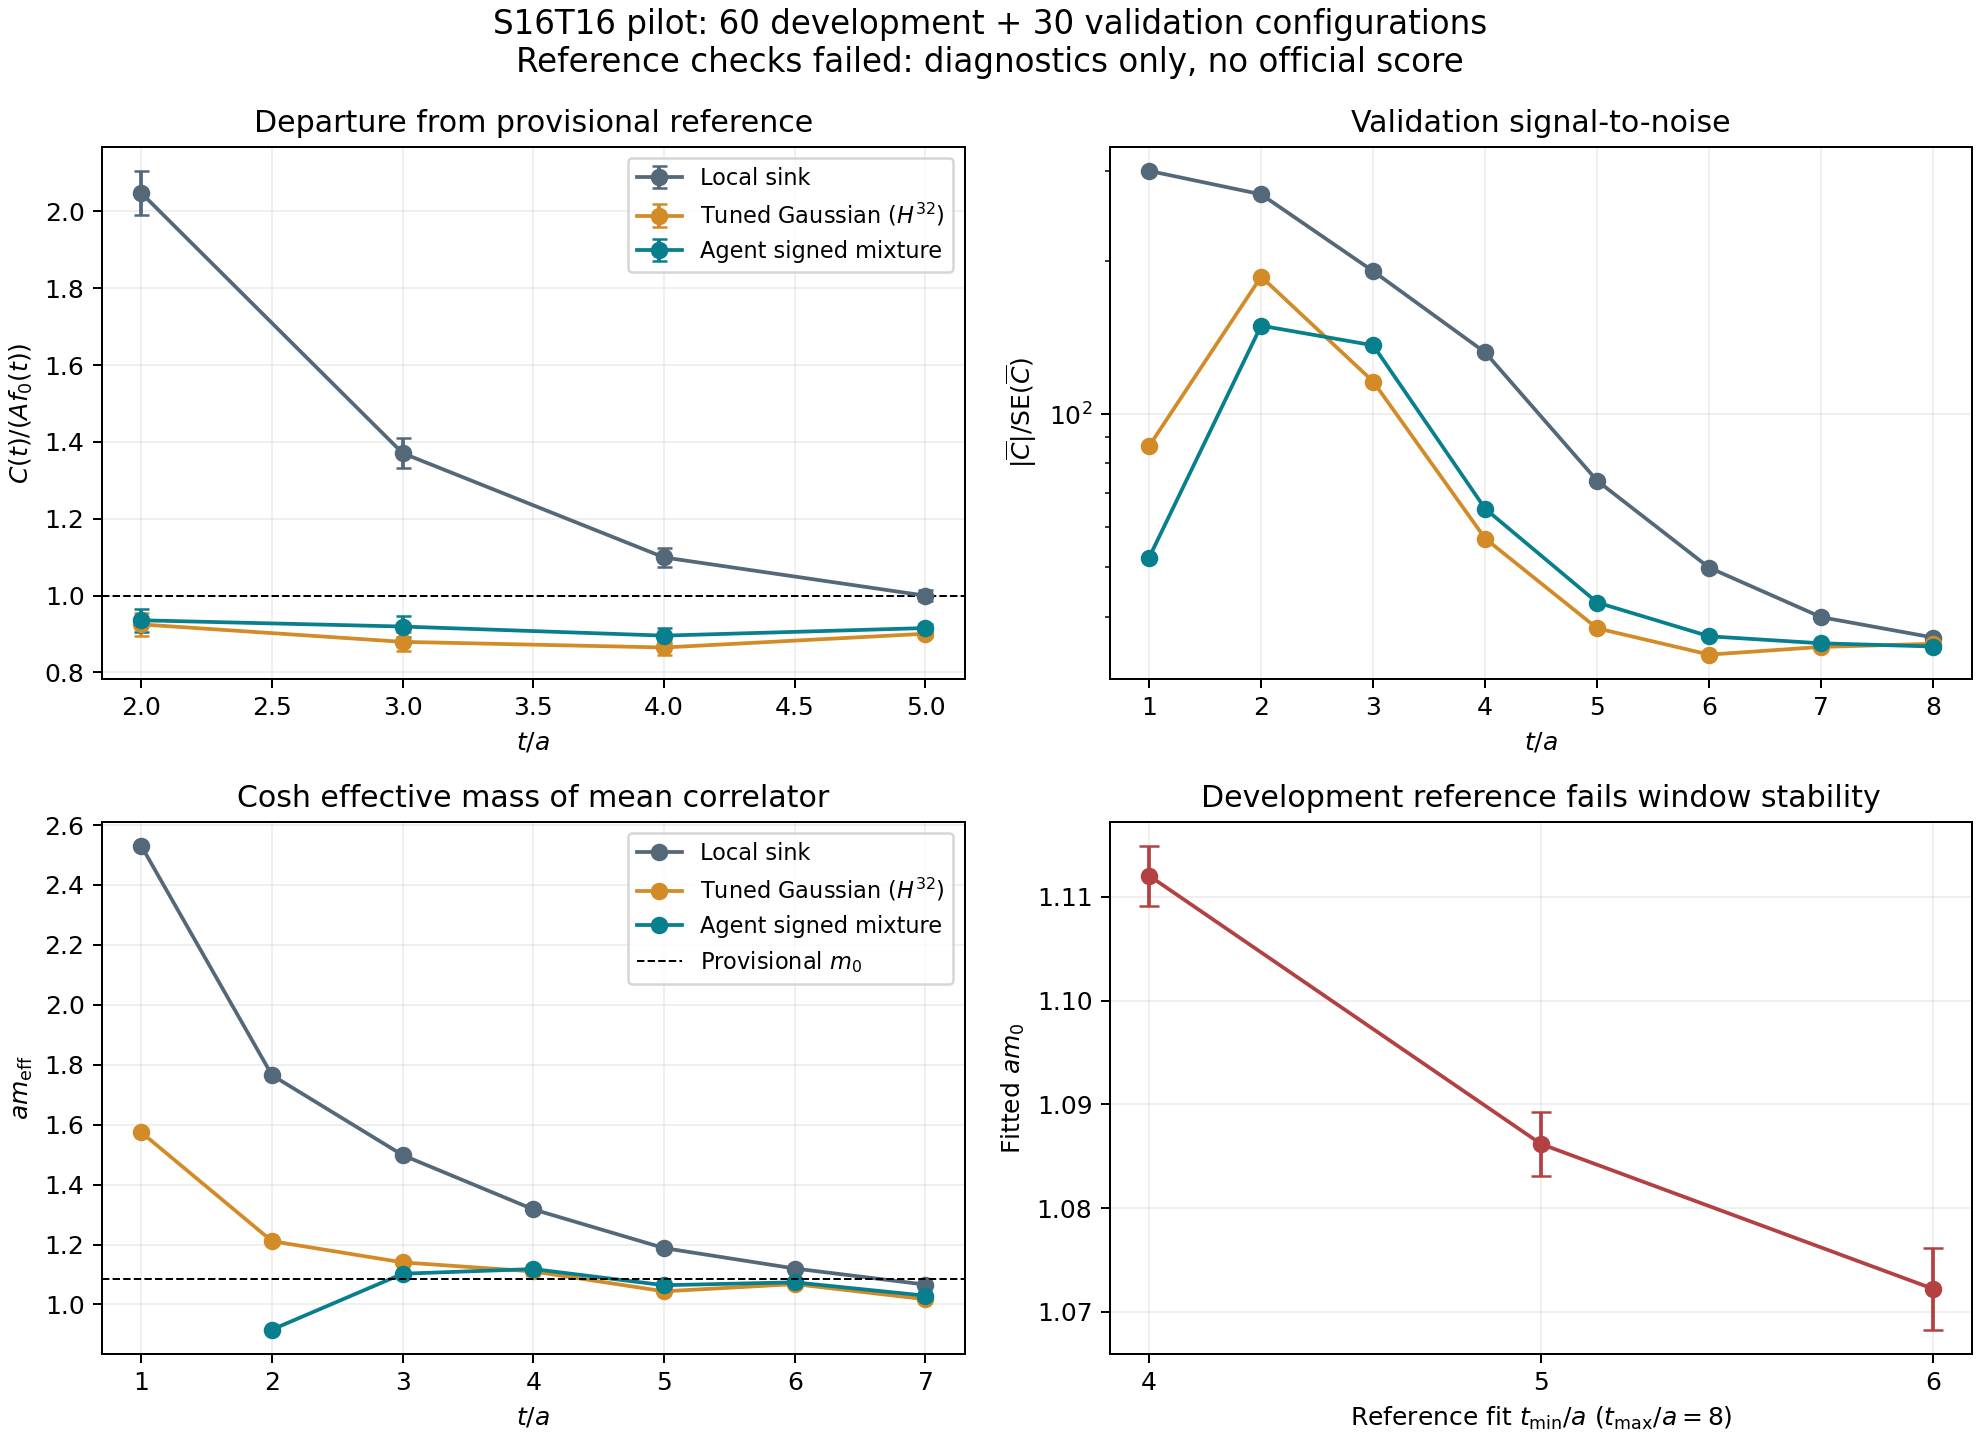 S16T16 pilot: 60 development + 30 validation configurations
Reference checks failed: diagnostics only, no official score
Departure from provisional reference
C(t)/(Af₀(t))
2.0
1.8
1.6
1.4
1.2
1.0
0.8
Local sink
Tuned Gaussian (H³²)
Agent signed mixture
2.0 2.5 3.0 3.5 4.0 4.5 5.0
t/a
Validation signal-to-noise
|C̅|/SE(C̅)
10²
1 2 3 4 5 6 7 8
t/a
Cosh effective mass of mean correlator
am_eff
2.6
2.4
2.2
2.0
1.8
1.6
1.4
1.2
1.0
Local sink
Tuned Gaussian (H³²)
Agent signed mixture
Provisional m₀
1 2 3 4 5 6 7
t/a
Development reference fails window stability
Fitted am₀
1.11
1.10
1.09
1.08
1.07
4 5 6
Reference fit t_min/a (t_max/a = 8)